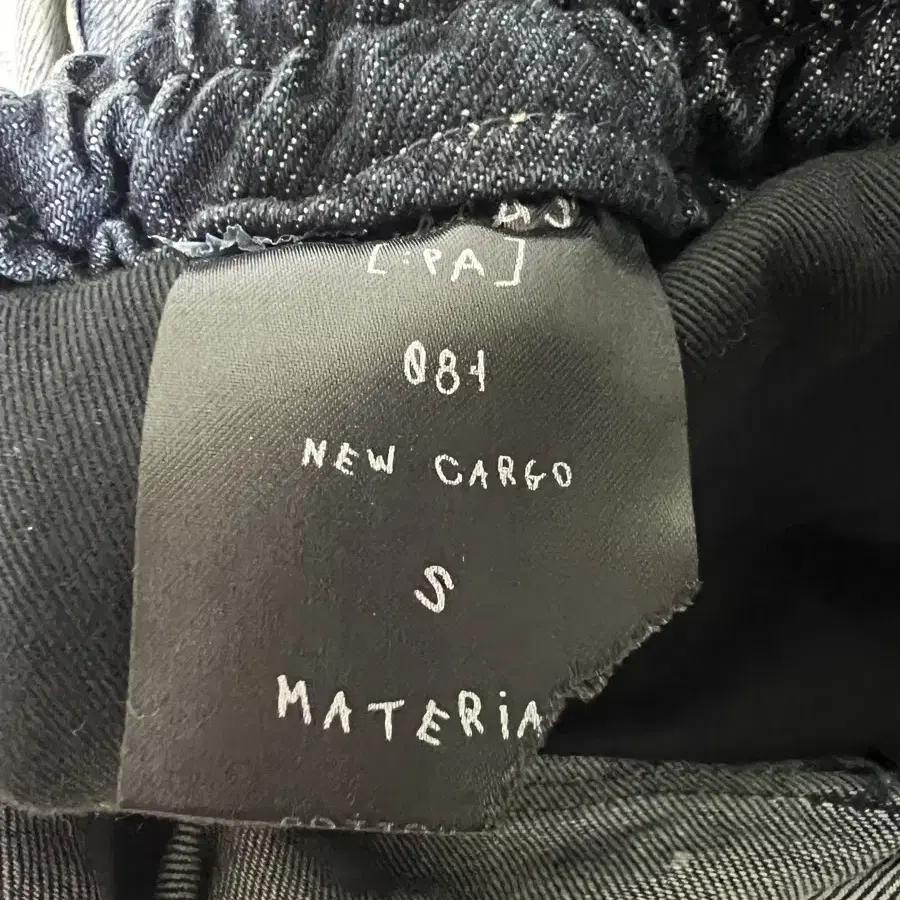 [:PA]
084
NEW CARGO
S
MATERIA